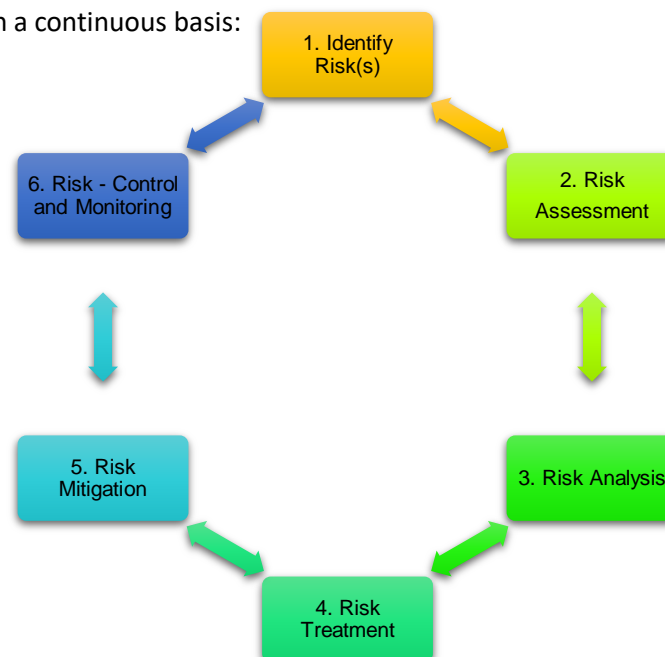 n a continuous basis:
1. Identify
Risk(s)
2. Risk
Assessment
3. Risk Analysis
4. Risk
Treatment
5. Risk
Mitigation
6. Risk - Control
and Monitoring